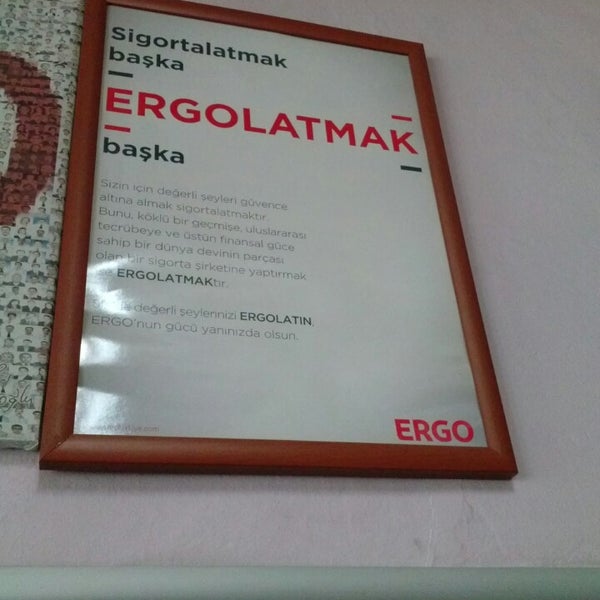 Sigortalatmak
başka
ERGOLATMAK
başka
Sizin için değerli şeyleri güvence
altına almak sigortalatmaktır.
Bunu, köklü bir geçmişe, uluslararası
tecrübeye ve üstün finansal güce
sahip bir dünya devinin parçası
olan bir sigorta şirketine yaptırmak
ERGOLATMAKtır.
değerli şeylerinizi ERGOLATIN,
ERGO'nun gücü yanınızda olsun.
ERGO